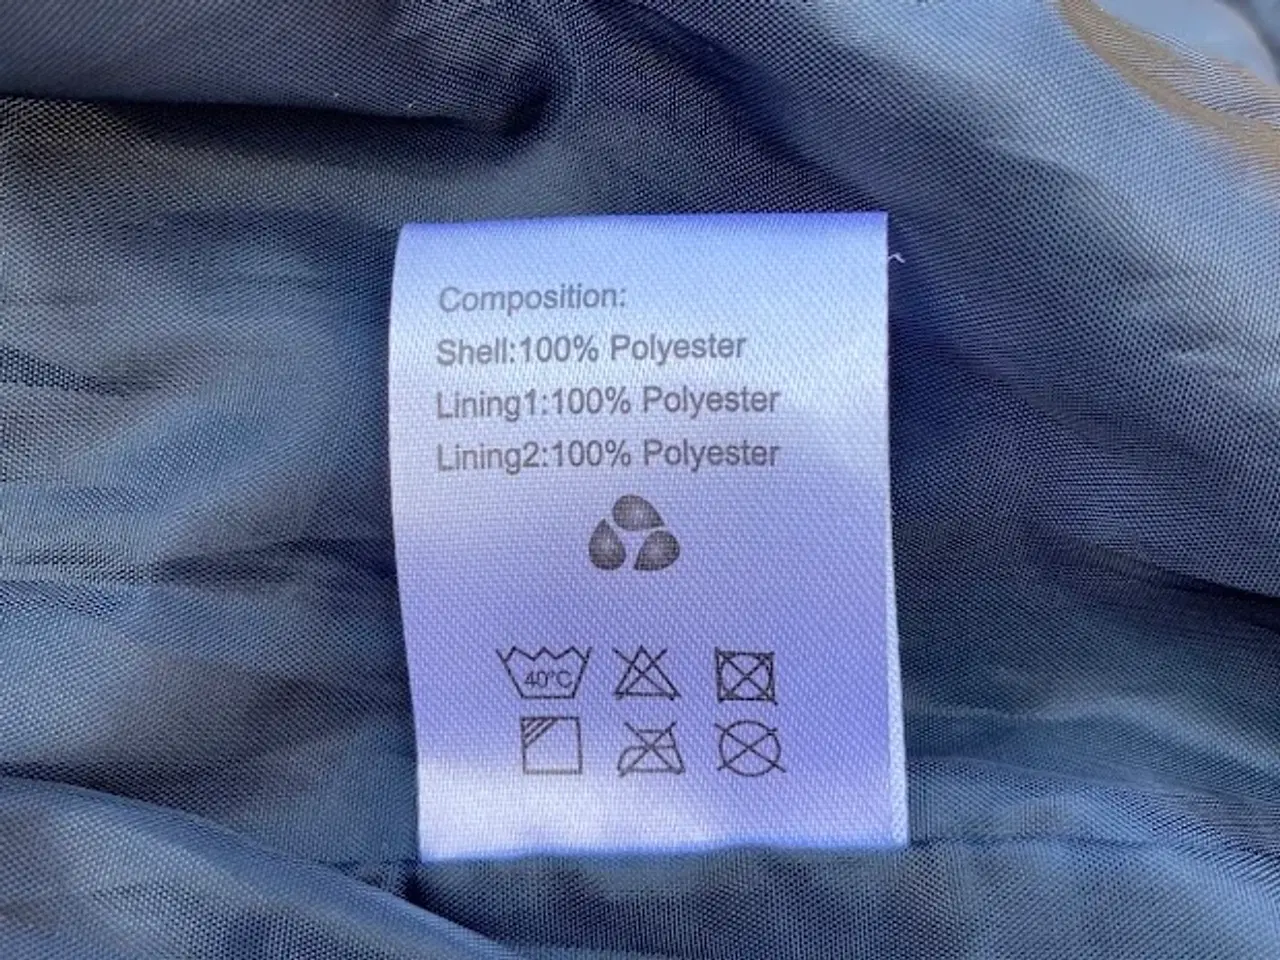 Composition:
Shell:100% Polyester
Lining1:100% Polyester
Lining2:100% Polyester
40°C